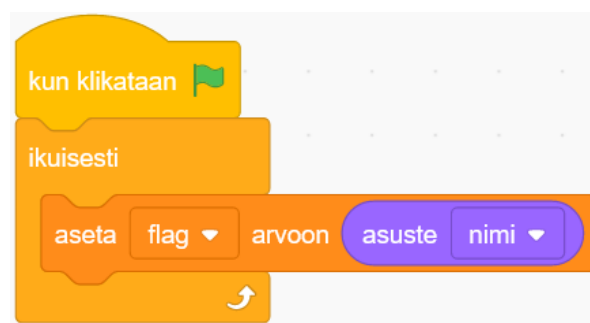 kun klikataan
ikuisesti
aseta flag arvoon asuste nimi